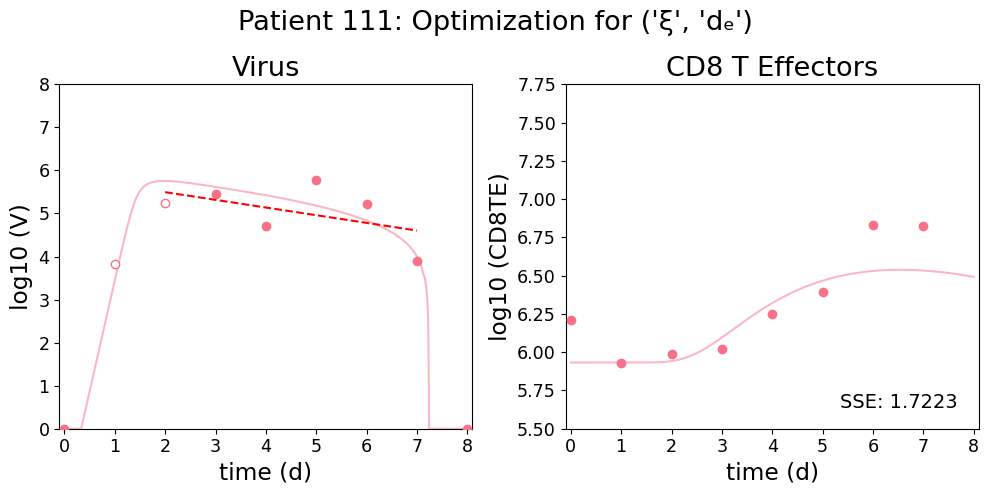 Patient 111: Optimization for ('ξ', 'dₑ')
Virus
CD8 T Effectors
log10 (V)
8
7
6
5
4
3
2
1
0
0 1 2 3 4 5 6 7 8
time (d)
log10 (CD8TE)
7.75
7.50
7.25
7.00
6.75
6.50
6.25
6.00
5.75
5.50
SSE: 1.7223
0 1 2 3 4 5 6 7 8
time (d)